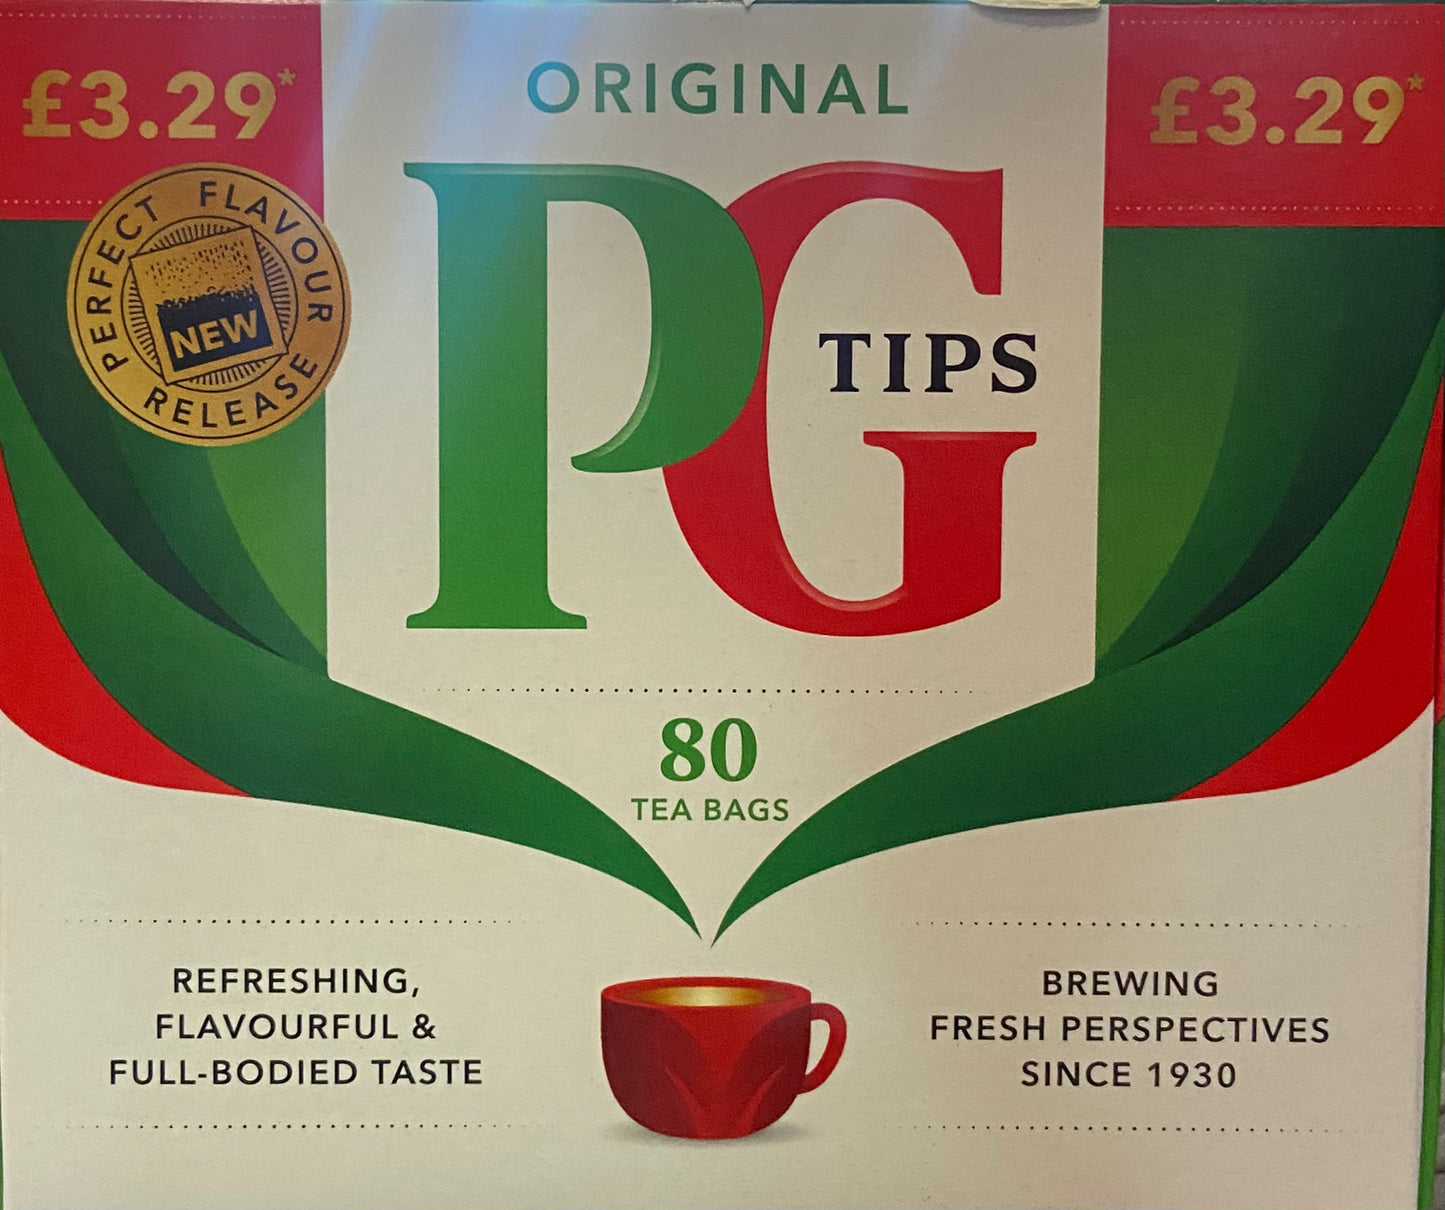 £3.29*
ORIGINAL
£3.29*
PERFECT FLAVOUR
NEW
RELEASE
PG
TIPS
80
TEA BAGS
REFRESHING,
FLAVOURFUL &
FULL-BODIED TASTE
BREWING
FRESH PERSPECTIVES
SINCE 1930